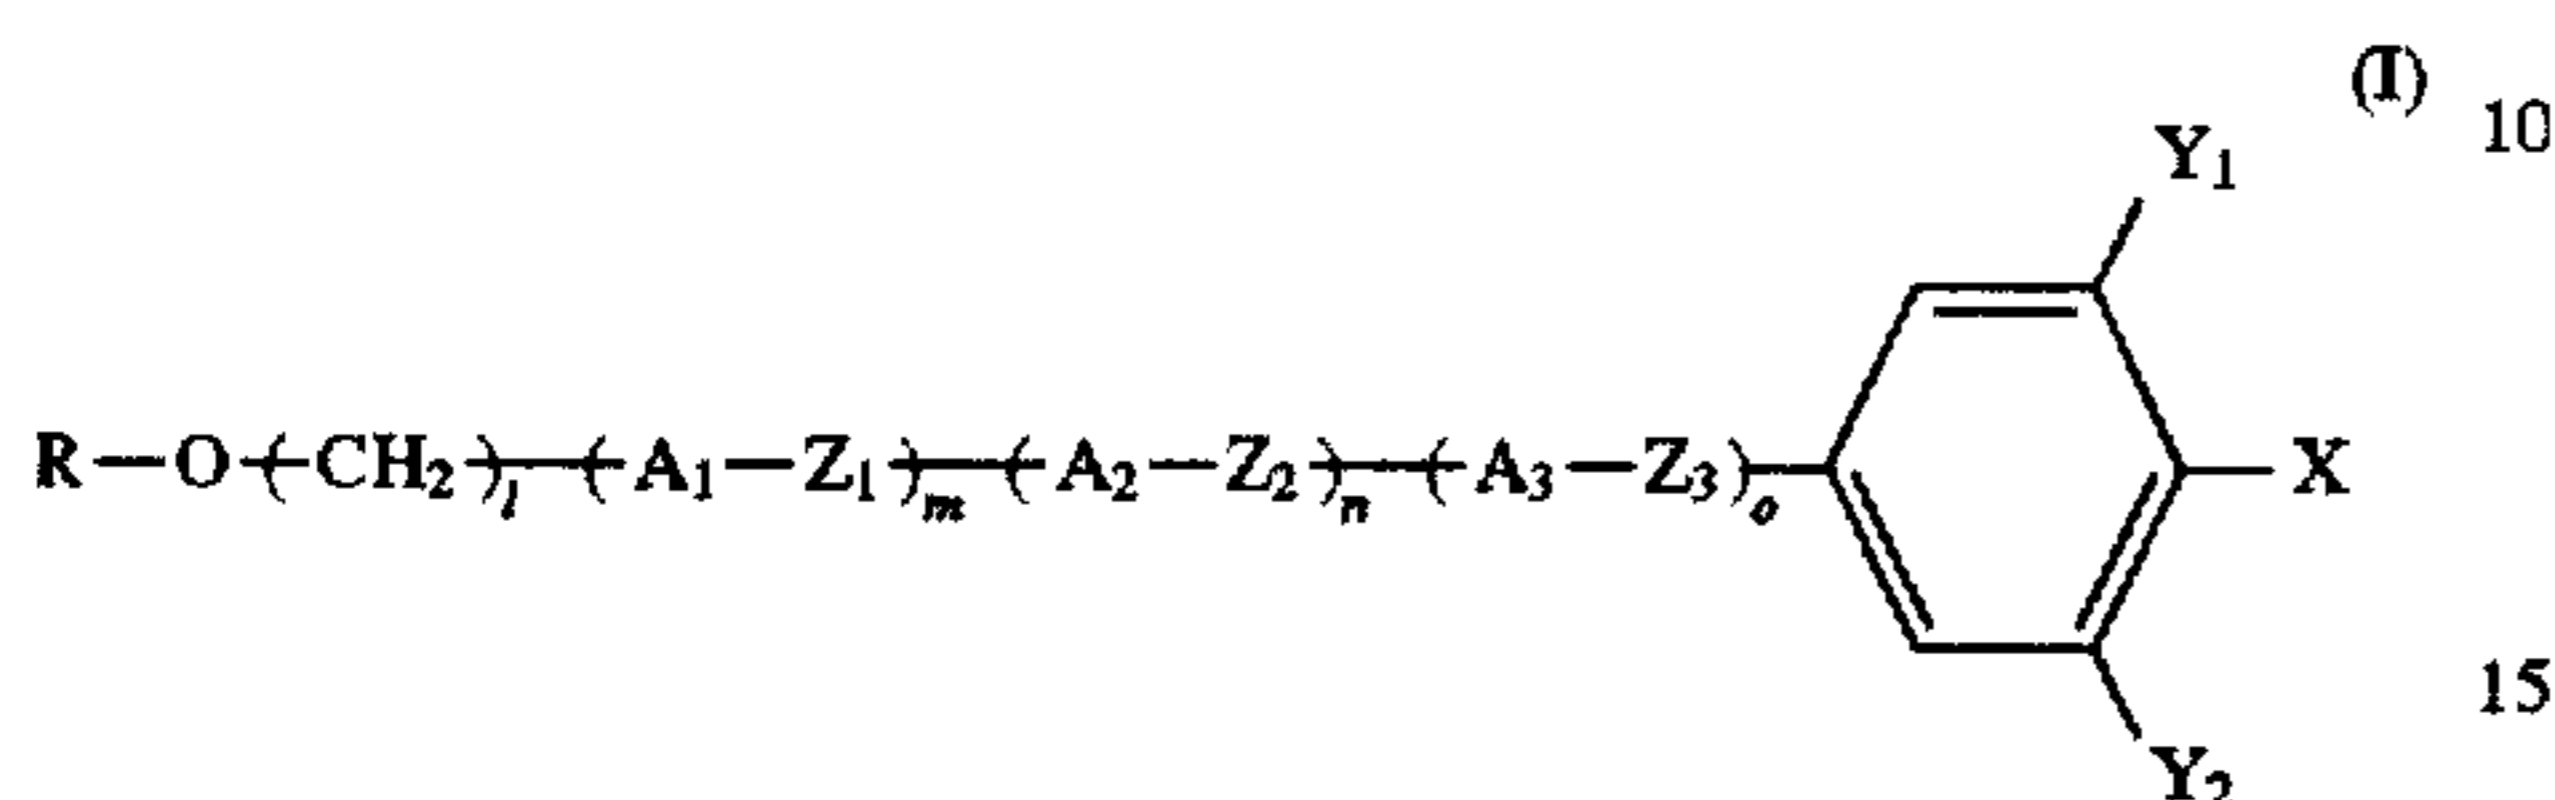 (I) 10
Y1
R—O—(CH2)l—(A1—Z1)m—(A2—Z2)n—(A3—Z3)o X
15
Y2